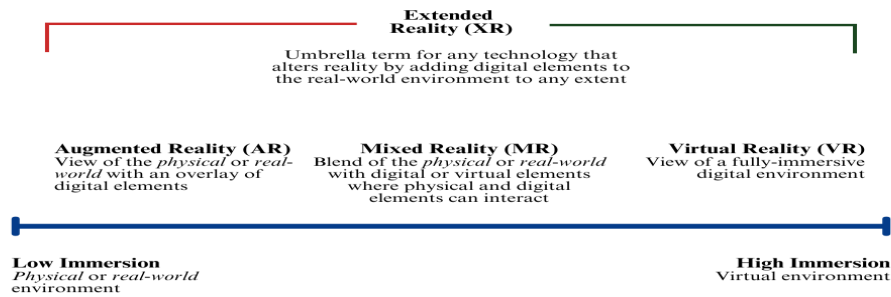 Extended
Reality (XR)
Umbrella term for any technology that
alters reality by adding digital elements to
the real-world environment to any extent
Augmented Reality (AR)
View of the physical or real-
world with an overlay of
digital elements
Mixed Reality (MR)
Blend of the physical or real-world
with digital or virtual elements
where physical and digital
elements can interact
Virtual Reality (VR)
View of a fully-immersive
digital environment
Low Immersion
Physical or real-world
environment
High Immersion
Virtual environment